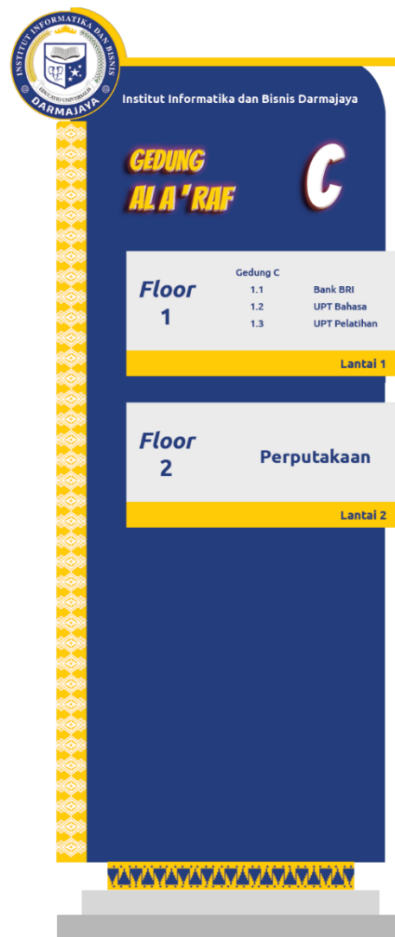 INSTITUT INFORMATIKA DAN BISNIS
DARMAJAYA
Institut Informatika dan Bisnis Darmajaya
GEDUNG
AL A'RAF
C
Floor
1
Gedung C
1.1 Bank BRI
1.2 UPT Bahasa
1.3 UPT Pelatihan
Lantai 1
Floor
2
Perputakaan
Lantai 2